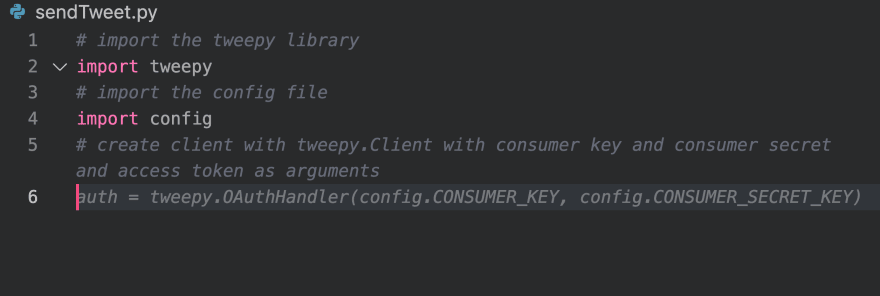 sendTweet.py
1 # import the tweepy library
2 import tweepy
3 # import the config file
4 import config
5 # create client with tweepy.Client with consumer key and consumer secret
and access token as arguments
6 auth = tweepy.OAuthHandler(config.CONSUMER_KEY, config.CONSUMER_SECRET_KEY)